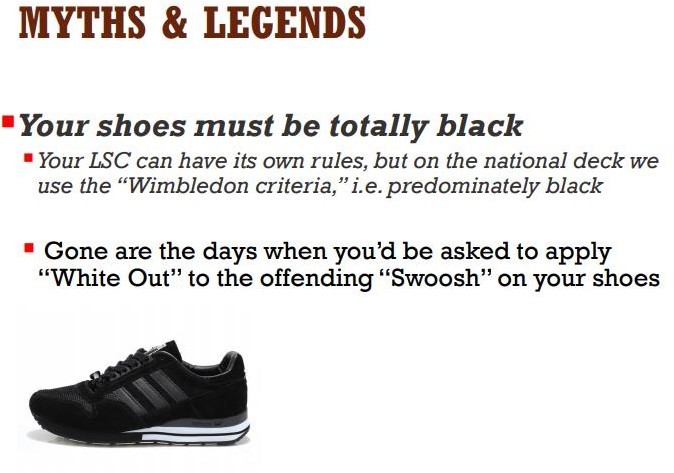 MYTHS & LEGENDS
Your shoes must be totally black
Your LSC can have its own rules, but on the national deck we
use the “Wimbledon criteria,” i.e. predominately black
Gone are the days when you’d be asked to apply
“White Out” to the offending “Swoosh” on your shoes